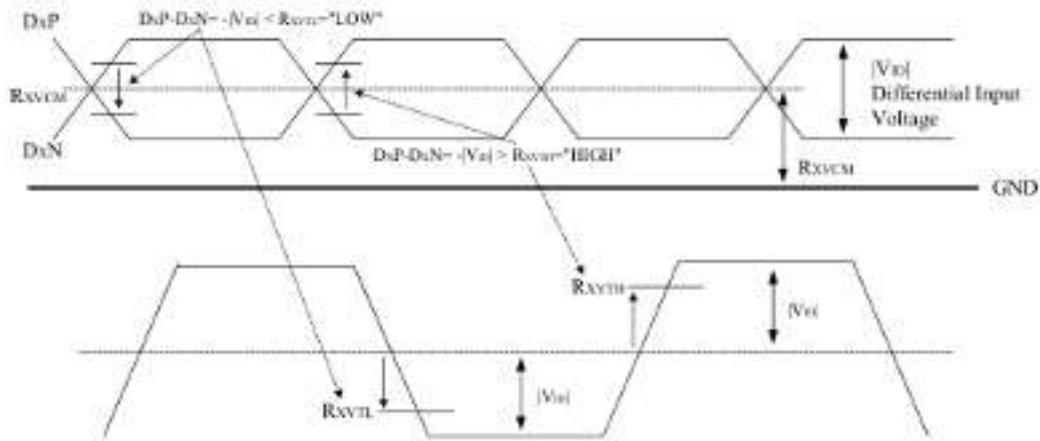 DxP
DxP-DxN= -|VID| < RXVTL="LOW"
RXVCM
|VID|
Differential Input
Voltage
DxN
DxP-DxN= -|VID| > RXVTH="HIGH"
RXVCM
GND
RXVTH
|VID|
RXVTL
|VID|